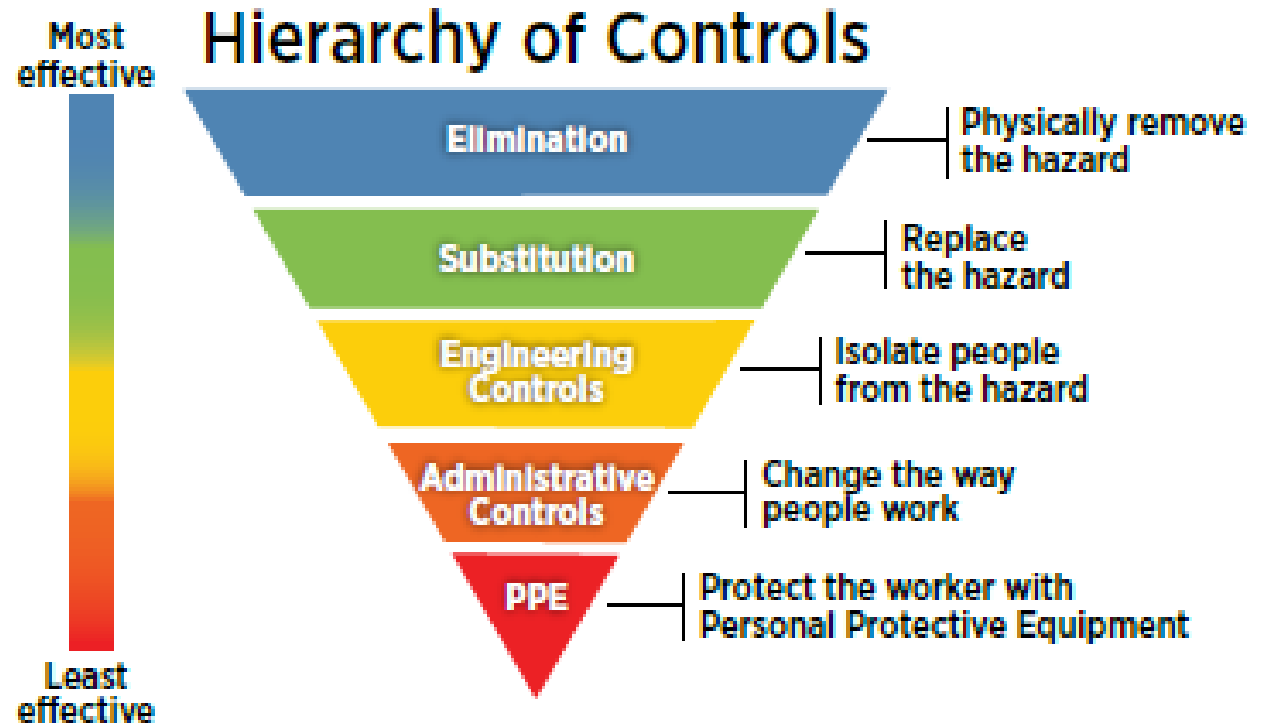 Most
effective
Hierarchy of Controls
Elimination
Physically remove
the hazard
Substitution
Replace
the hazard
Engineering
Controls
Isolate people
from the hazard
Administrative
Controls
Change the way
people work
PPE
Protect the worker with
Personal Protective Equipment
Least
effective